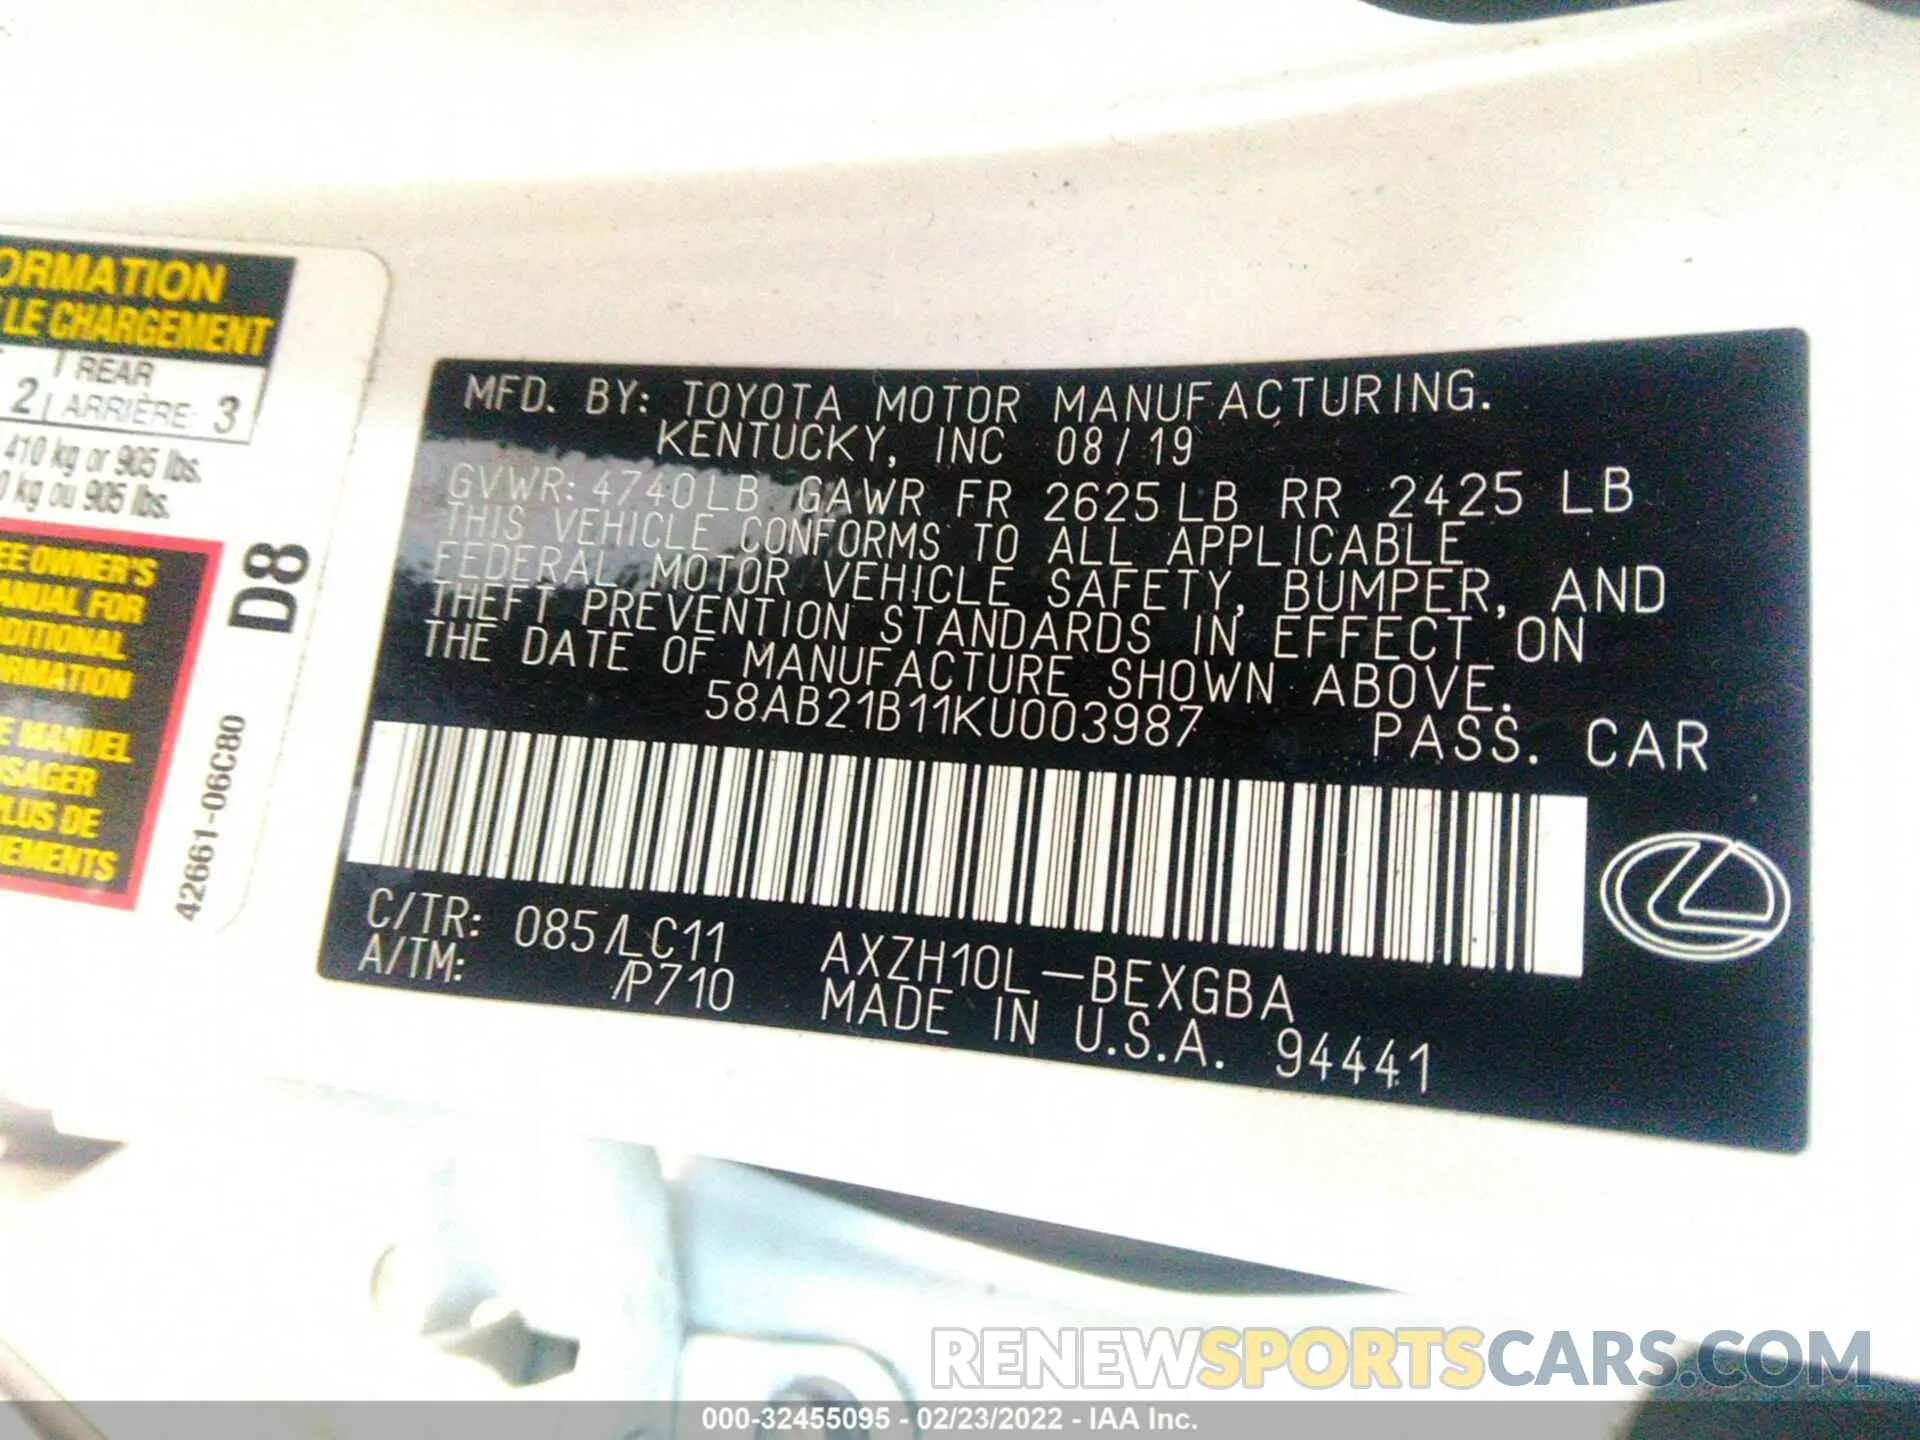 ORMATION
LE CHARGEMENT
REAR
2 ARRIÈRE: 3
410 kg or 905 lbs.
0 kg ou 905 lbs.
EE OWNER'S
ANUAL FOR
DITIONAL
ORMATION
E MANUEL
USAGER
PLUS DE
NEMENTS
D8
42661-06C80
MFD. BY: TOYOTA MOTOR MANUFACTURING.
KENTUCKY, INC 08/19
GVWR: 4740LB GAWR FR 2625LB RR 2425 LB
THIS VEHICLE CONFORMS TO ALL APPLICABLE
FEDERAL MOTOR VEHICLE SAFETY, BUMPER, AND
THEFT PREVENTION STANDARDS IN EFFECT ON
THE DATE OF MANUFACTURE SHOWN ABOVE.
58AB21B11KU003987 PASS. CAR
C/TR: 085/LC11 AXZH10L-BEXGBA
A/TM: /P710 MADE IN U.S.A. 94441
RENEWSPORTSCARS.COM
000-32455095 - 02/23/2022 - IAA Inc.